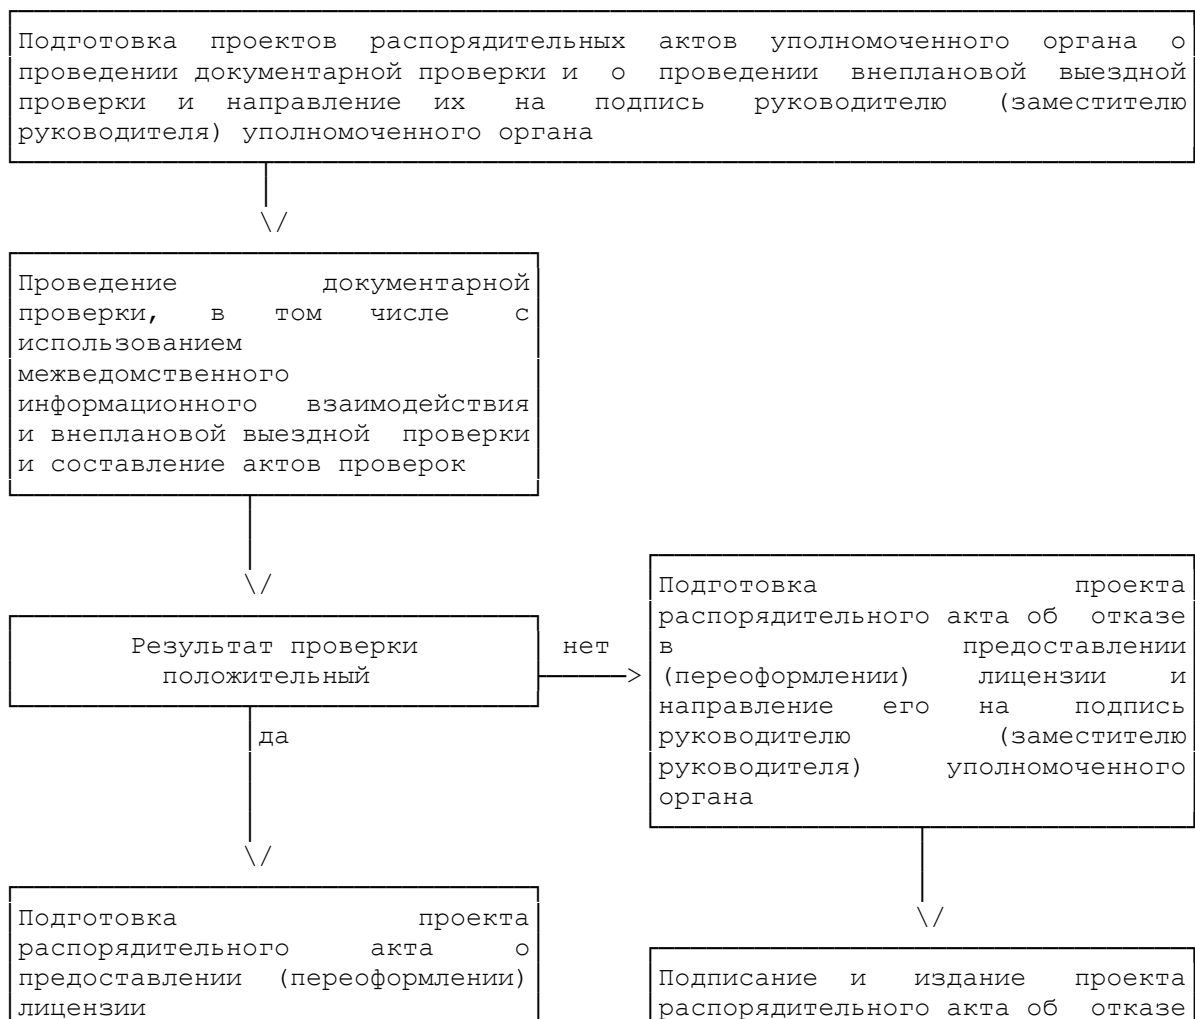 Подготовка проектов распорядительных актов уполномоченного органа о
проведении документарной проверки и о проведении внеплановой выездной
проверки и направление их на подпись руководителю (заместителю
руководителя) уполномоченного органа
Проведение документарной
проверки, в том числе с
использованием
межведомственного
информационного взаимодействия
и внеплановой выездной проверки
и составление актов проверок
Результат проверки
положительный
нет
да
Подготовка проекта
распорядительного акта об отказе
в предоставлении
(переоформлении) лицензии и
направление его на подпись
руководителю (заместителю
руководителя) уполномоченного
органа
Подготовка проекта
распорядительного акта о
предоставлении (переоформлении)
лицензии
Подписание и издание проекта
распорядительного акта об отказе